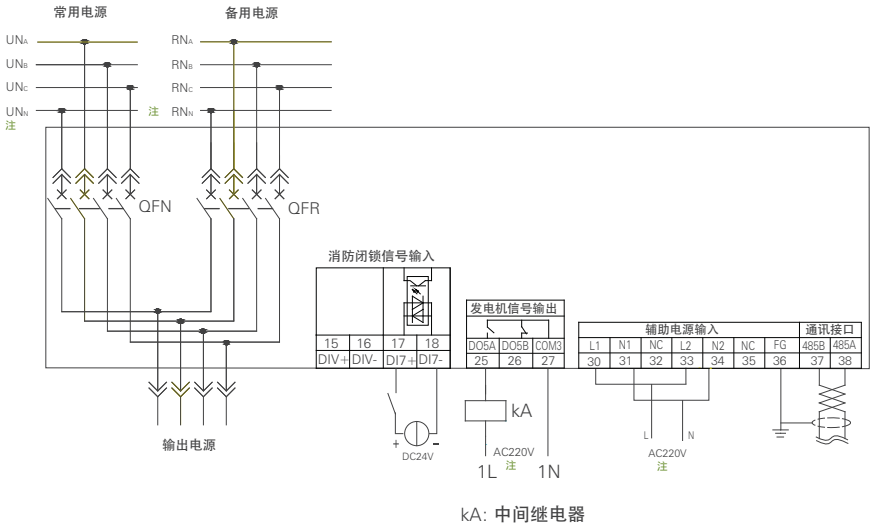 常用电源 备用电源
UNA RNA
UNB RNB
UNC RNC
UNN 注 RNN
注
QFN QFR
消防闭锁信号输入
发电机信号输出
辅助电源输入 通讯接口
15 16 17 18
DIV+ DIV- DI7+ DI7-
DO5A DO5B COM3
25 26 27
L1 N1 NC L2 N2 NC FG 485B 485A
30 31 32 33 34 35 36 37 38
kA
+ -
DC24V
L N
输出电源
AC220V
注
1L 1N
AC220V
注
kA: 中间继电器